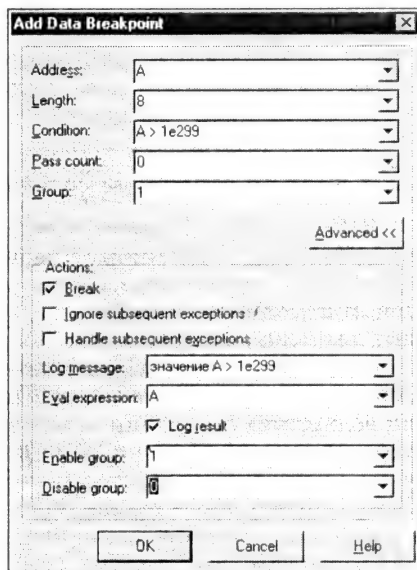 Add Data Breakpoint
Address: A
Length: 8
Condition: A > 1e299
Pass count: 0
Group: 1
Advanced <<
Actions:
Break
Ignore subsequent exceptions
Handle subsequent exceptions
Log message: значение A > 1e299
Eval expression: A
Log result
Enable group: 1
Disable group: 0
OK Cancel Help